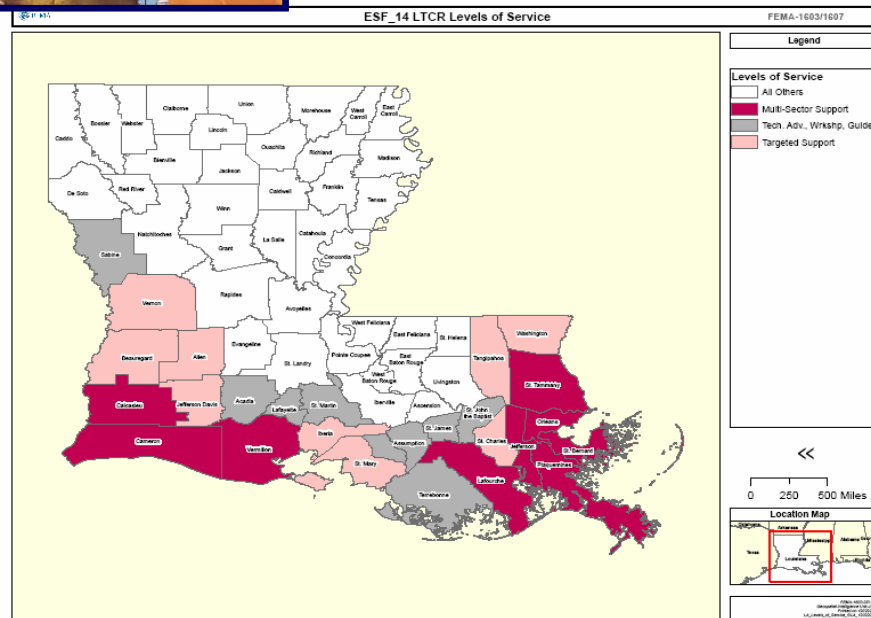 FEMA
ESF_14 LTCR Levels of Service
FEMA-1603/1607
Legend
Levels of Service
All Others
Multi-Sector Support
Tech. Adv., Wrkshp, Guide
Targeted Support
Caddo
Bossier
Webster
Claiborne
Union
Morehouse
West
Carroll
East
Carroll
Lincoln
Ouachita
Richland
Madison
Bienville
Jackson
De Soto
Red River
Caldwell
Franklin
Tensas
Winn
Natchitoches
Sabine
Grant
La Salle
Catahoula
Concordia
Vernon
Rapides
Avoyelles
Beauregard
Allen
Evangeline
St. Landry
Pointe Coupee
West Feliciana
East Feliciana
St. Helena
Tangipahoa
Washington
East
Baton Rouge
West
Baton Rouge
Livingston
St. Tammany
Calcasieu
Jefferson Davis
Acadia
Lafayette
St. Martin
Iberville
Ascension
St. John
the Baptist
Orleans
Cameron
Vermilion
Iberia
St. Mary
Assumption
St. James
St. Charles
Jefferson
St. Bernard
Plaquemines
Lafourche
Terrebonne
<<
0 250 500 Miles
Location Map
Oklahoma
Arkansas
Texas
Louisiana
Mississippi
Alabama